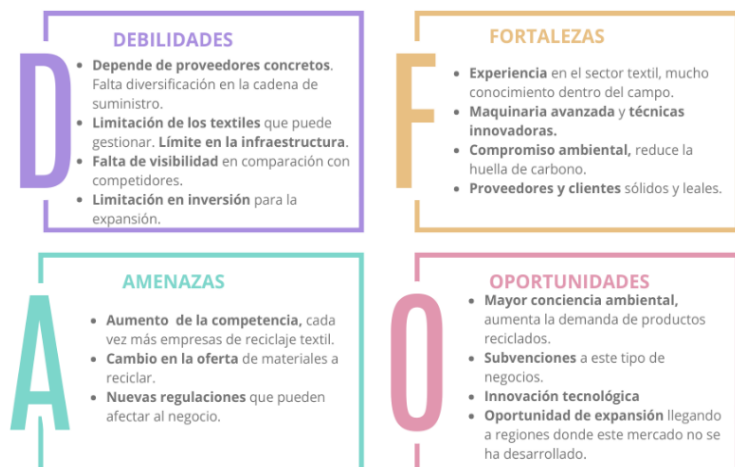 D
DEBILIDADES
• Depende de proveedores concretos.
Falta diversificación en la cadena de
suministro.
• Limitación de los textiles que puede
gestionar. Límite en la infraestructura.
• Falta de visibilidad en comparación con
competidores.
• Limitación en inversión para la
expansión.
F
FORTALEZAS
• Experiencia en el sector textil, mucho
conocimiento dentro del campo.
• Maquinaria avanzada y técnicas
innovadoras.
• Compromiso ambiental, reduce la
huella de carbono.
• Proveedores y clientes sólidos y leales.
A
AMENAZAS
• Aumento de la competencia, cada
vez más empresas de reciclaje textil.
• Cambio en la oferta de materiales a
reciclar.
• Nuevas regulaciones que pueden
afectar al negocio.
O
OPORTUNIDADES
• Mayor conciencia ambiental,
aumenta la demanda de productos
reciclados.
• Subvenciones a este tipo de
negocios.
• Innovación tecnológica
• Oportunidad de expansión llegando
a regiones donde este mercado no se
ha desarrollado.